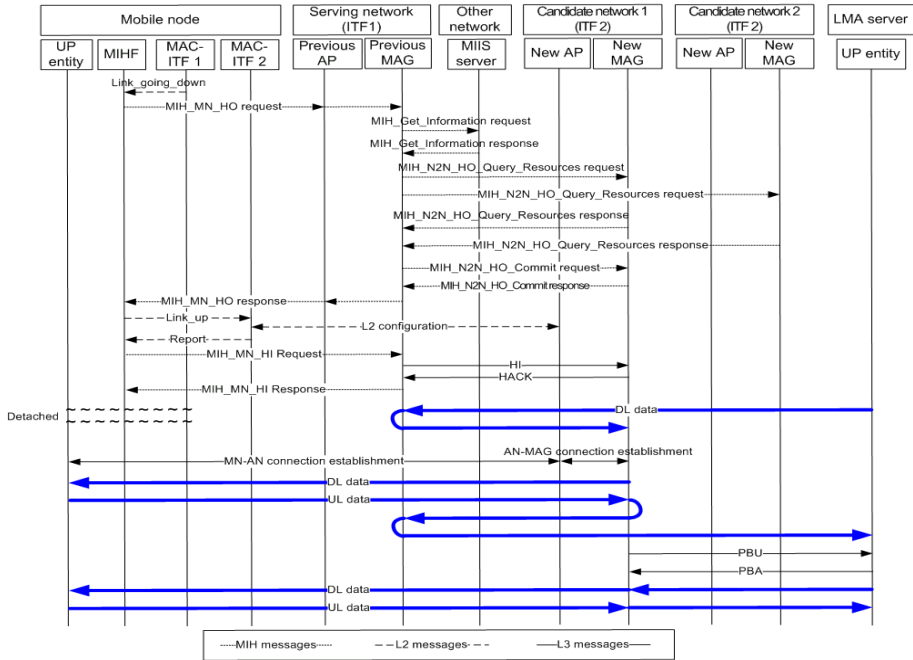 Mobile node
Serving network
(ITF1)
Other
network
Candidate network 1
(ITF2)
Candidate network 2
(ITF2)
LMA server
UP
entity
MIHF
MAC-
ITF 1
MAC-
ITF 2
Previous
AP
Previous
MAG
MIIS
server
New AP
New
MAG
New AP
New
MAG
UP entity
Link_going_down
MIH_MN_HO request
MIH_Get_Information request
MIH_Get_Information response
MIH_N2N_HO_Query_Resources request
MIH_N2N_HO_Query_Resources request
MIH_N2N_HO_Query_Resources response
MIH_N2N_HO_Query_Resources response
MIH_N2N_HO_Commit request
MIH_N2N_HO_Commit response
MIH_MN_HO response
Link_up
L2 configuration
Report
MIH_MN_HI Request
HI
HACK
MIH_MN_HI Response
Detached
DL data
AN-MAG connection establishment
MN-AN connection establishment
DL data
UL data
PBU
PBA
DL data
UL data
MIH messages
L2 messages
L3 messages